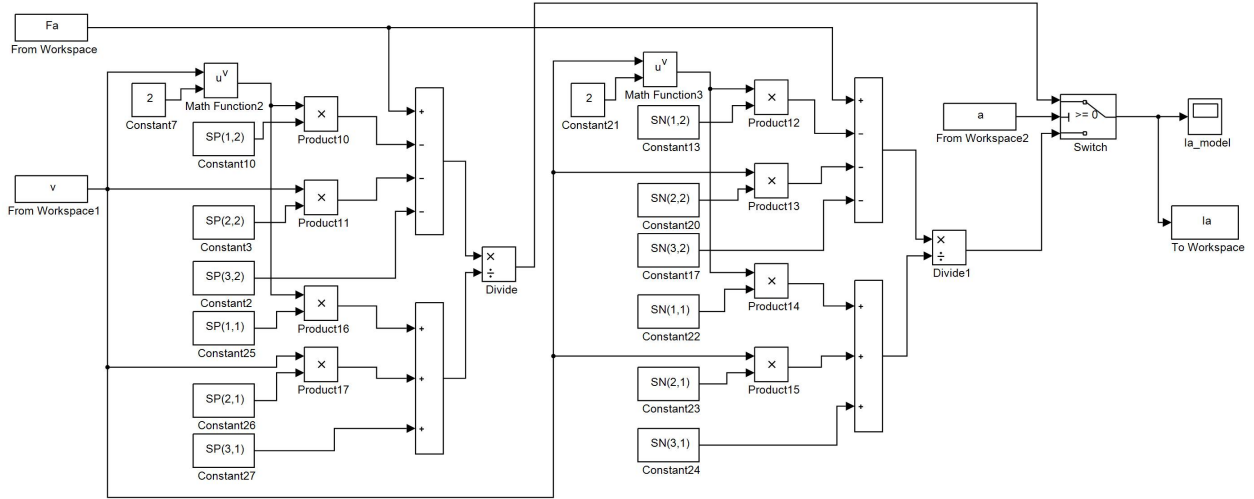 Fa
From Workspace
2
Constant7
u^v
Math Function2
SP(1,2)
Constant10
×
Product10
+
−
−
−
v
From Workspace1
SP(2,2)
Constant3
×
Product11
SP(3,2)
Constant2
×
÷
Divide
SP(1,1)
Constant25
×
Product16
SP(2,1)
Constant26
×
Product17
SP(3,1)
Constant27
+
+
+
2
Constant21
u^v
Math Function3
SN(1,2)
Constant13
×
Product12
+
−
−
−
SN(2,2)
Constant20
×
Product13
SN(3,2)
Constant17
×
÷
Divide1
SN(1,1)
Constant22
×
Product14
SN(2,1)
Constant23
×
Product15
SN(3,1)
Constant24
+
+
+
a
From Workspace2
>= 0
Switch
Ia_model
Ia
To Workspace